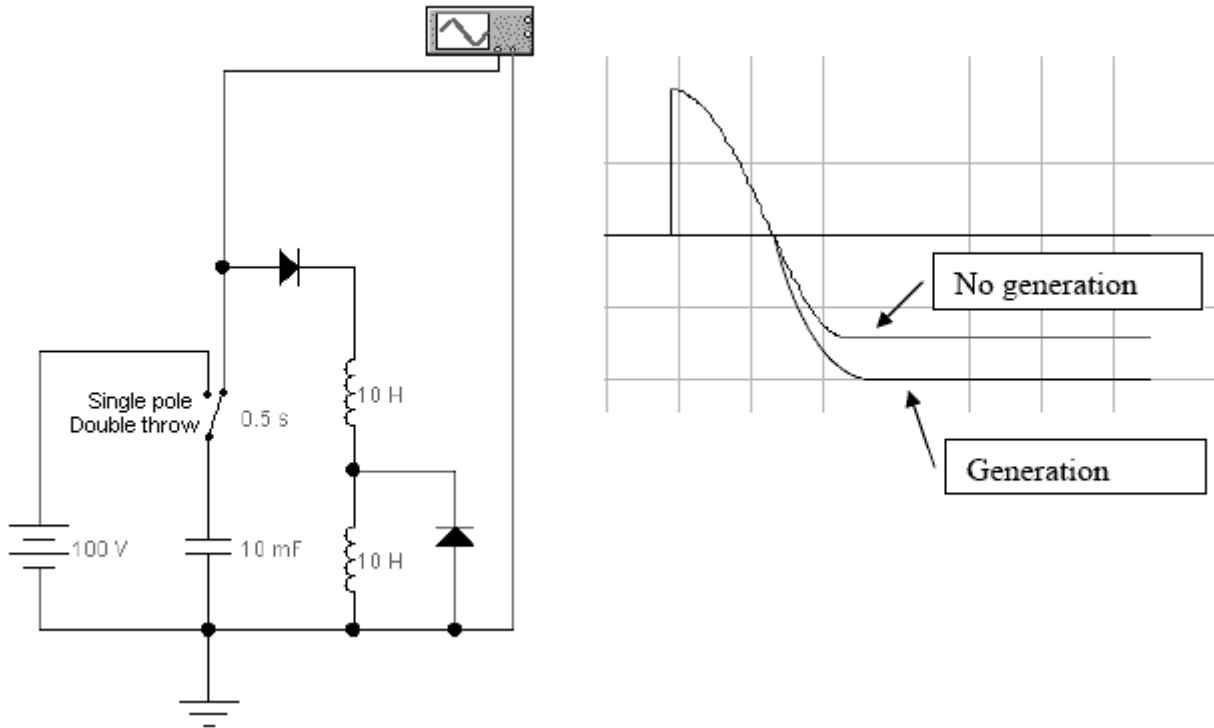 No generation
10 H
Single pole
Double throw
0.5 s
Generation
100 V
10 mF
10 H